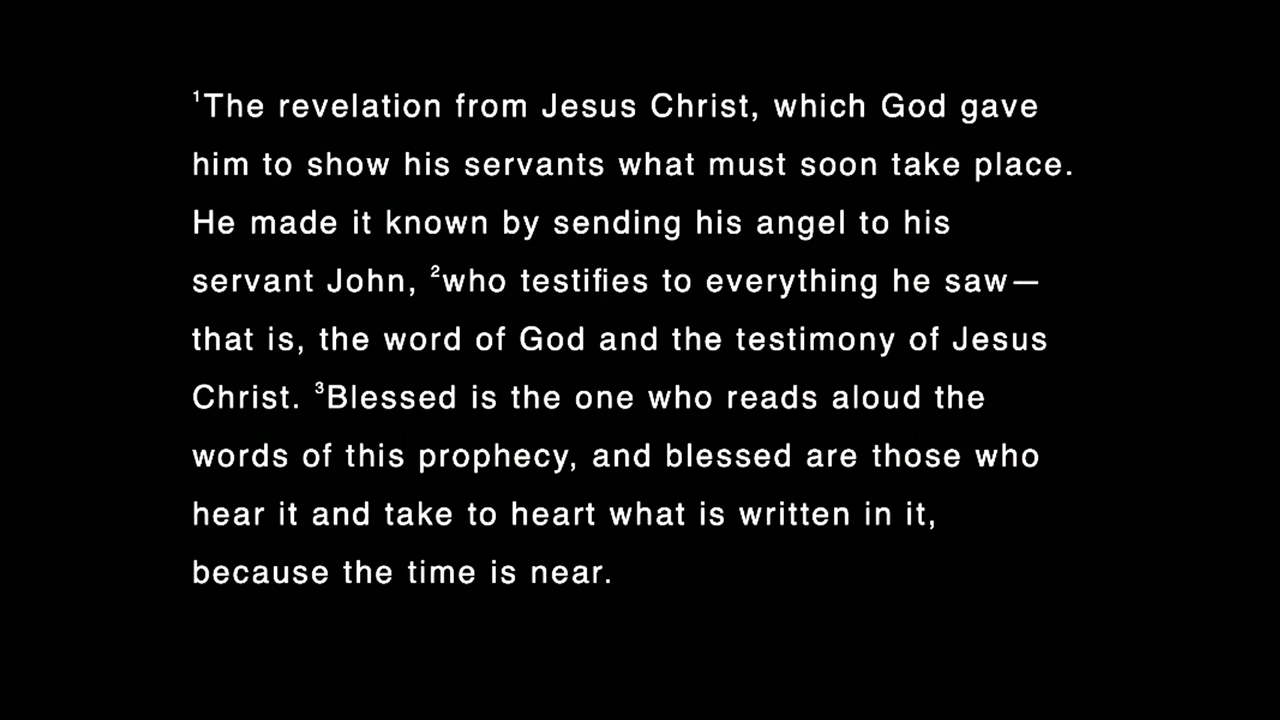 ¹The revelation from Jesus Christ, which God gave
him to show his servants what must soon take place.
He made it known by sending his angel to his
servant John, ²who testifies to everything he saw—
that is, the word of God and the testimony of Jesus
Christ. ³Blessed is the one who reads aloud the
words of this prophecy, and blessed are those who
hear it and take to heart what is written in it,
because the time is near.